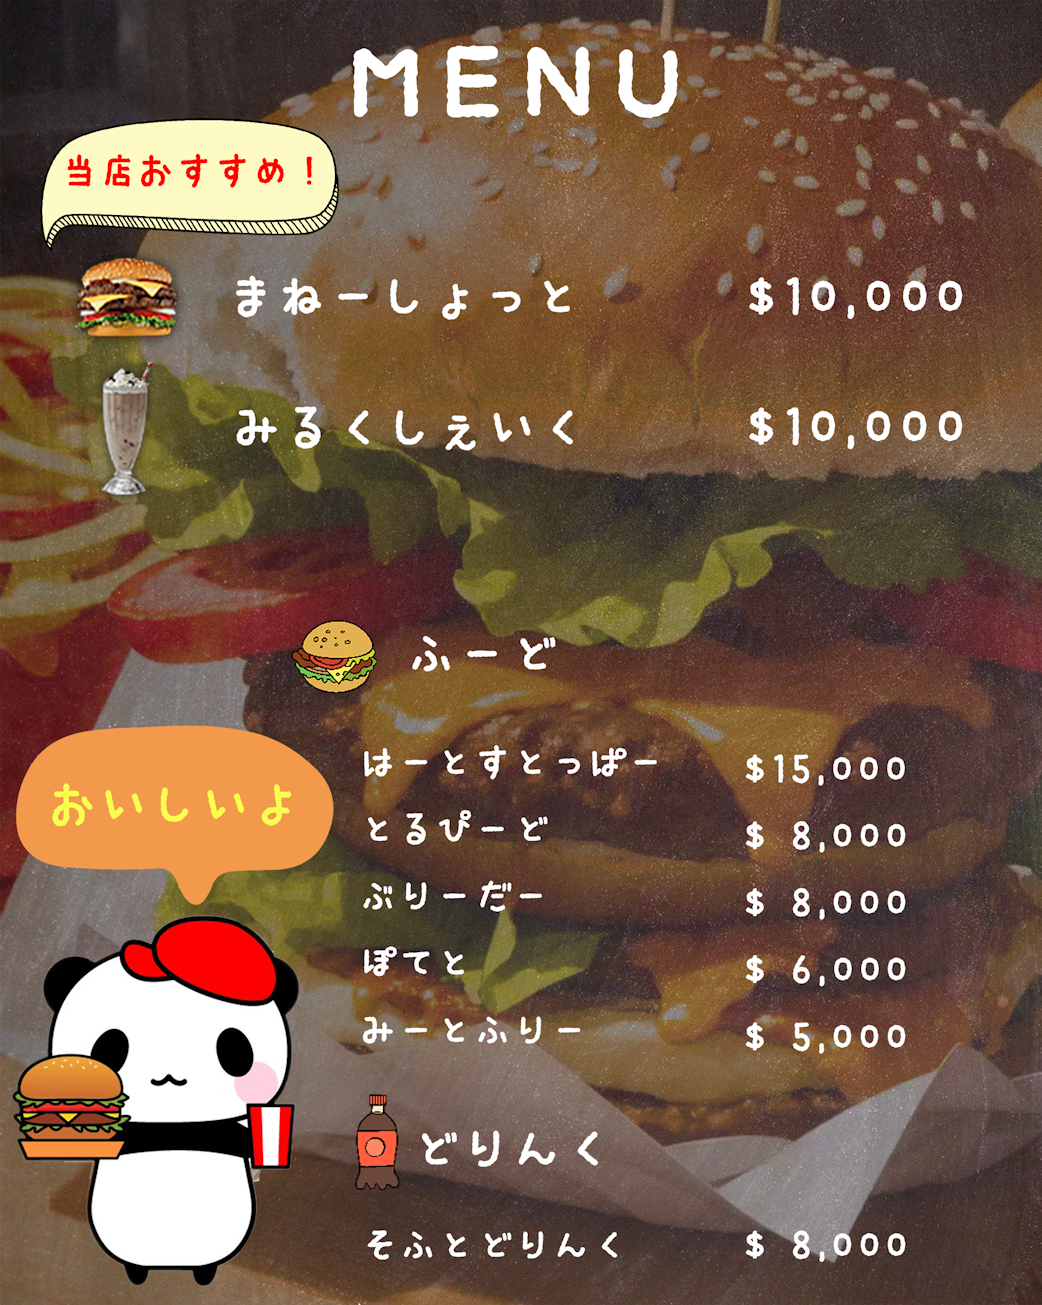 MENU
当店おすすめ！
まねーしょっと $10,000
みるくしぇいく $10,000
ふーど
はーとすとっぱー $15,000
おいしいよ
とるぴーど $ 8,000
ぶりーだー $ 8,000
ぽてと $ 6,000
みーとふりー $ 5,000
どりんく
そふとどりんく $ 8,000